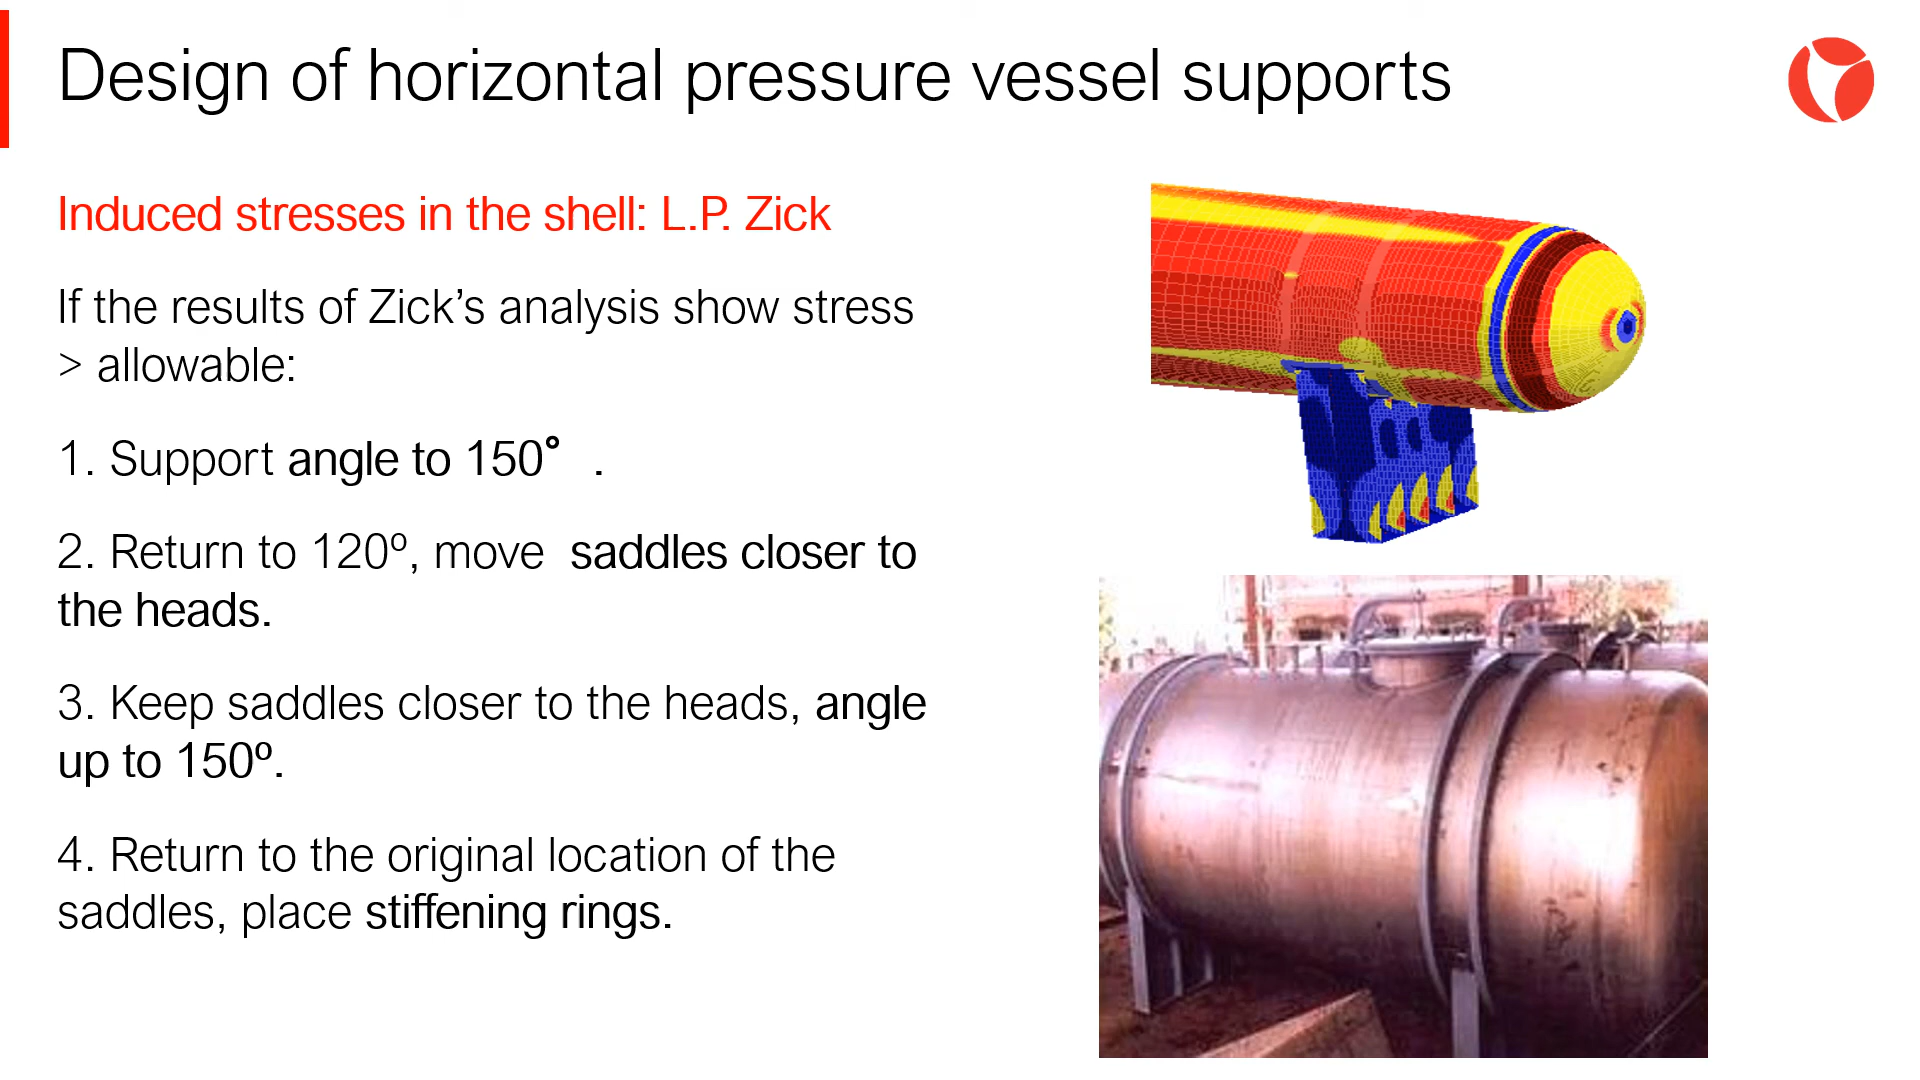 Design of horizontal pressure vessel supports
Induced stresses in the shell: L.P. Zick
If the results of Zick’s analysis show stress
> allowable:
1. Support angle to 150° .
2. Return to 120º, move  saddles closer to
the heads.
3. Keep saddles closer to the heads, angle
up to 150º.
4. Return to the original location of the
saddles, place stiffening rings.